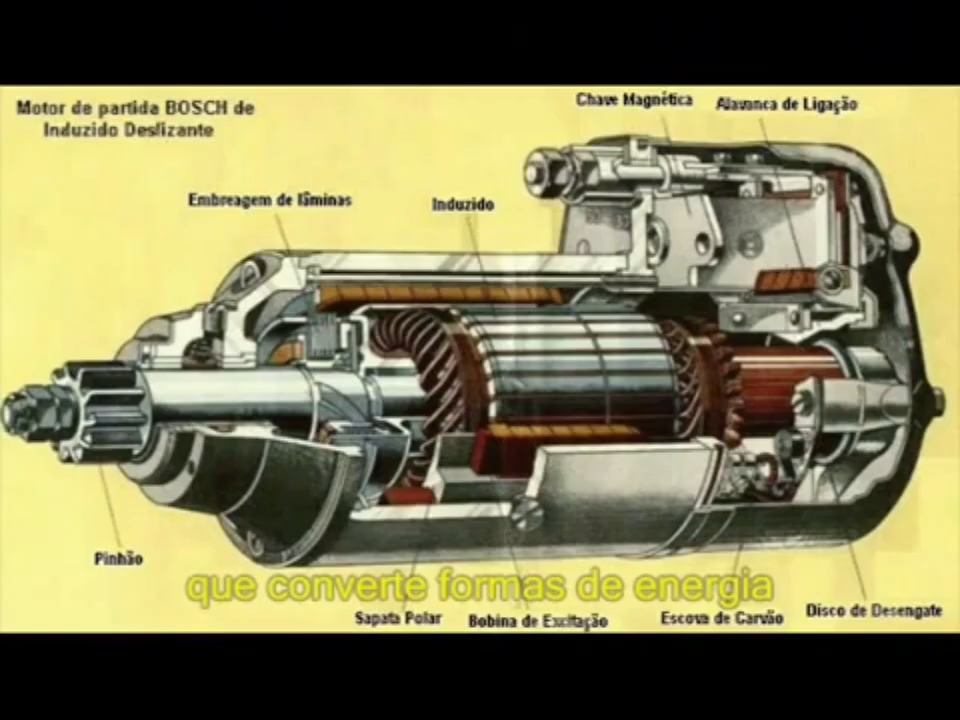 Motor de partida BOSCH de
Induzido Deslizante
Chave Magnética
Alavanca de Ligação
Embreagem de lâminas
Induzido
Pinhão
que converte formas de energia
Sapata Polar
Bobina de Excitação
Escova de Carvão
Disco de Desengate